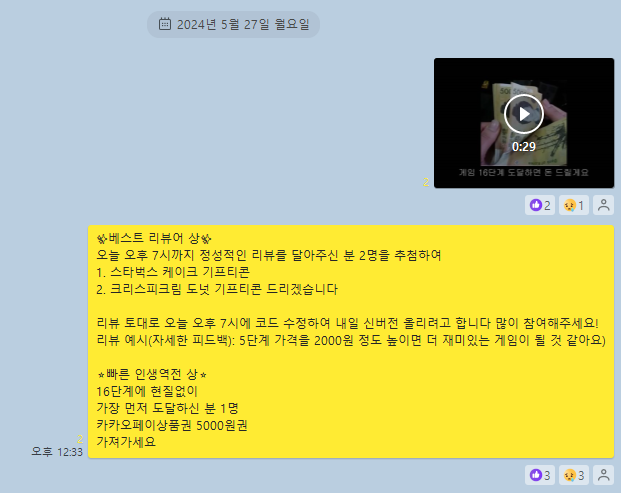 2024년 5월 27일 월요일
0:29
게임 16단계 도달하면 돈 드릴게요
2
2 1
🌿베스트 리뷰어 상🌿
오늘 오후 7시까지 정성적인 리뷰를 달아주신 분 2명을 추첨하여
1. 스타벅스 케이크 기프티콘
2. 크리스피크림 도넛 기프티콘 드리겠습니다
리뷰 토대로 오늘 오후 7시에 코드 수정하여 내일 신버전 올리려고 합니다 많이 참여해주세요!
리뷰 예시(자세한 피드백): 5단계 가격을 2000원 정도 높이면 더 재미있는 게임이 될 것 같아요)
⭐빠른 인생역전 상⭐
16단계에 현질없이
가장 먼저 도달하신 분 1명
카카오페이상품권 5000원권
가져가세요
2
오후 12:33
3 3